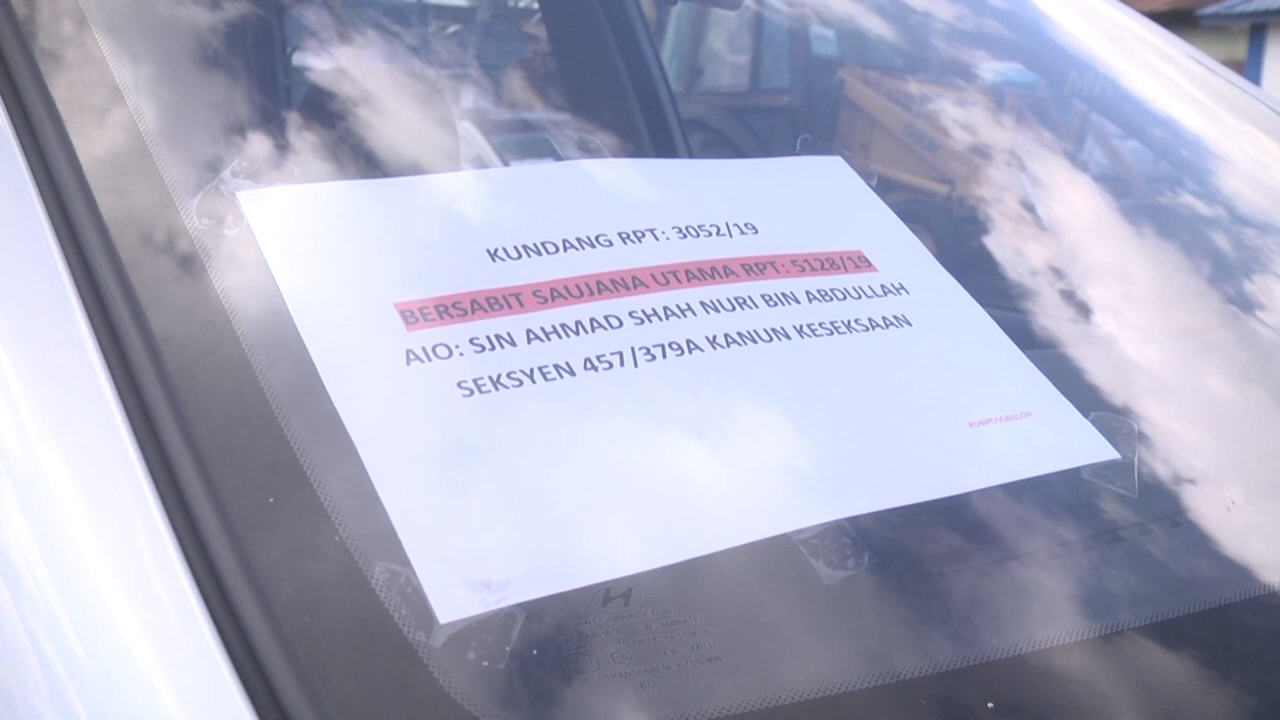 KUNDANG RPT: 3052/19
BERSABIT SAUJANA UTAMA RPT: 5128/19
AIO: SJN AHMAD SHAH NURI BIN ABDULLAH
SEKSYEN 457/379A KANUN KESEKSAAN